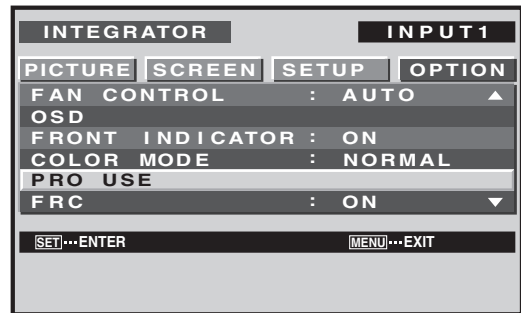 INTEGRATOR INPUT1
PICTURE SCREEN SETUP OPTION
FAN CONTROL : AUTO ▲
OSD
FRONT INDICATOR : ON
COLOR MODE : NORMAL
PRO USE
FRC : ON ▼
SET···ENTER MENU···EXIT